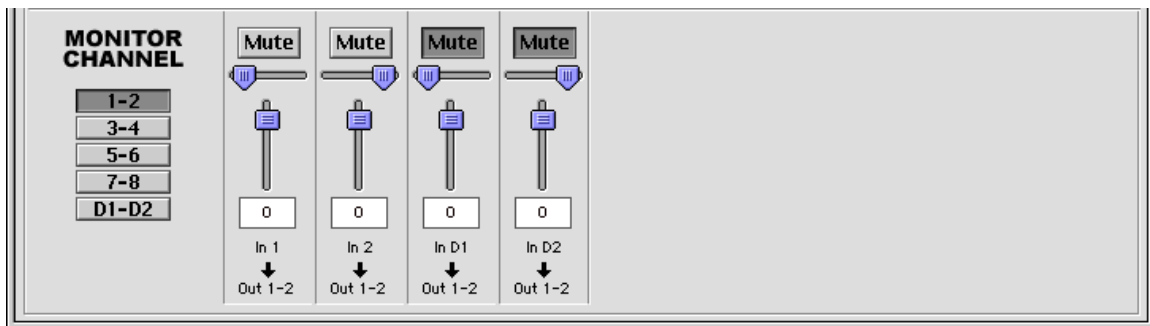 MONITOR
CHANNEL
1-2
3-4
5-6
7-8
D1-D2
Mute Mute Mute Mute
0 0 0 0
In 1 In 2 In D1 In D2
Out 1-2 Out 1-2 Out 1-2 Out 1-2